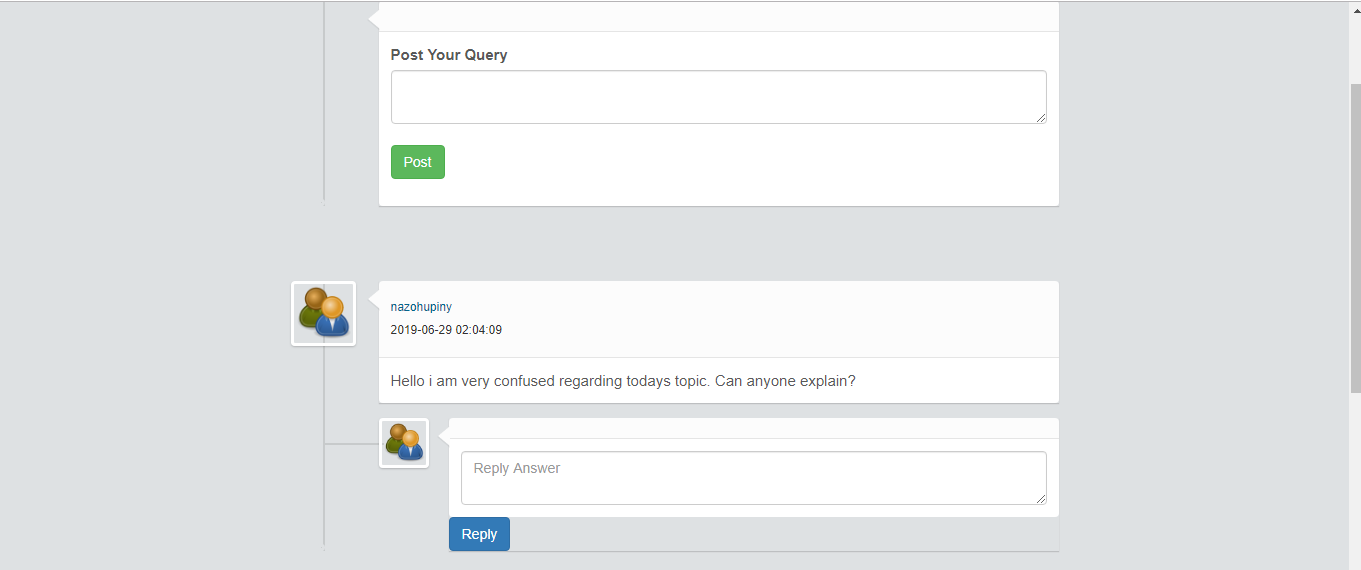 Post Your Query
Post
nazohupiny
2019-06-29 02:04:09
Hello i am very confused regarding todays topic. Can anyone explain?
Reply Answer
Reply